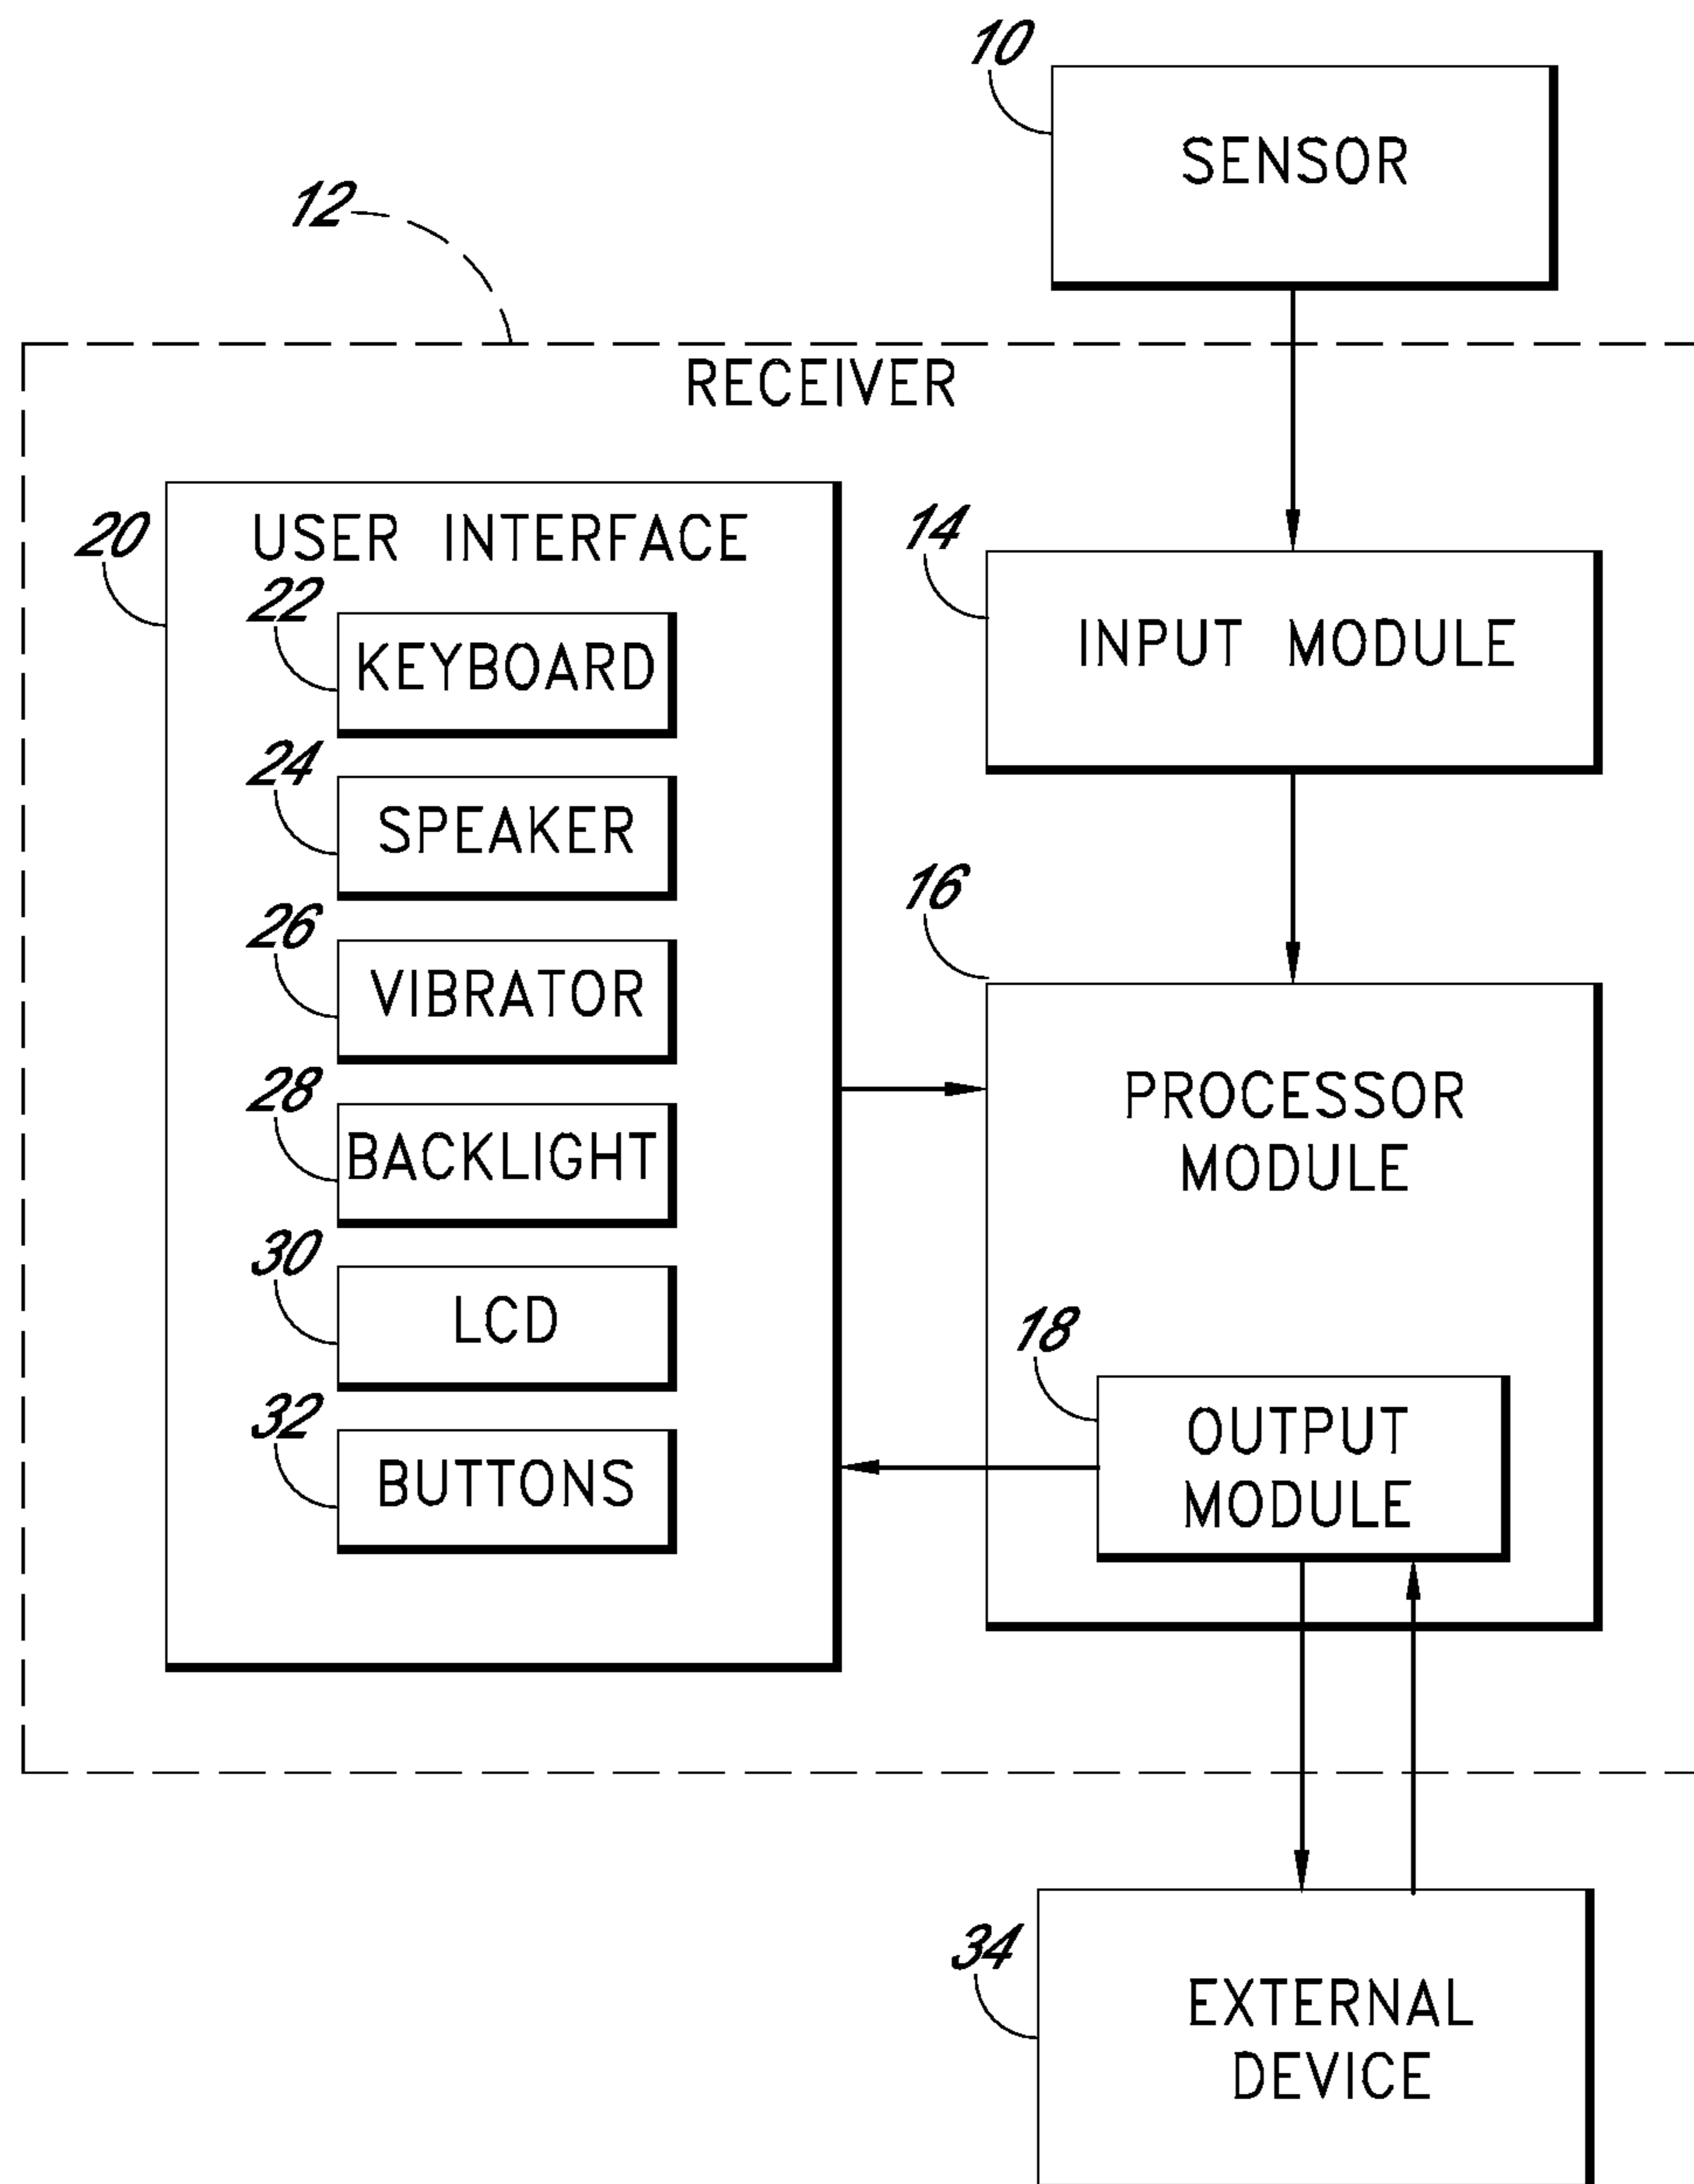 10
SENSOR
12
RECEIVER
20
USER INTERFACE
22
KEYBOARD
24
SPEAKER
26
VIBRATOR
28
BACKLIGHT
30
LCD
32
BUTTONS
14
INPUT MODULE
16
PROCESSOR
MODULE
18
OUTPUT
MODULE
34
EXTERNAL
DEVICE